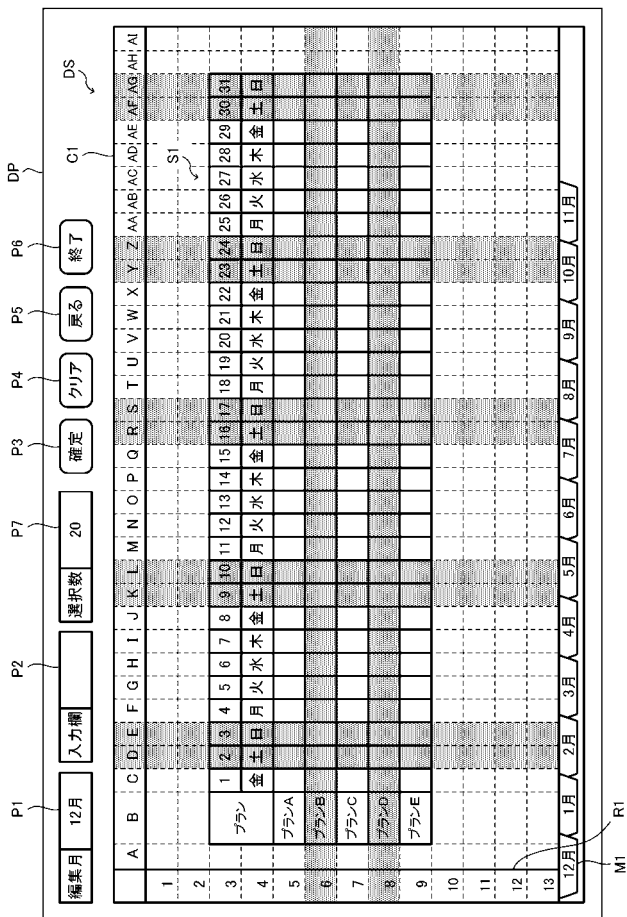 DP
P1 P2 P7 P3 P4 P5 P6
編集月 12月 入力欄 選択数 20 確定 クリア 戻る 終了
C1 DS
A B C D E F G H I J K L M N O P Q R S T U V W X Y Z AA AB AC AD AE AF AG AH AI
1
2
S1
3 プラン 1 2 3 4 5 6 7 8 9 10 11 12 13 14 15 16 17 18 19 20 21 22 23 24 25 26 27 28 29 30 31
4 金 土 日 月 火 水 木 金 土 日 月 火 水 木 金 土 日 月 火 水 木 金 土 日 月 火 水 木 金 土 日
5 プランA
6 プランB
7 プランC
8 プランD
9 プランE
10
11
12
13
12月 1月 2月 3月 4月 5月 6月 7月 8月 9月 10月 11月
M1 R1